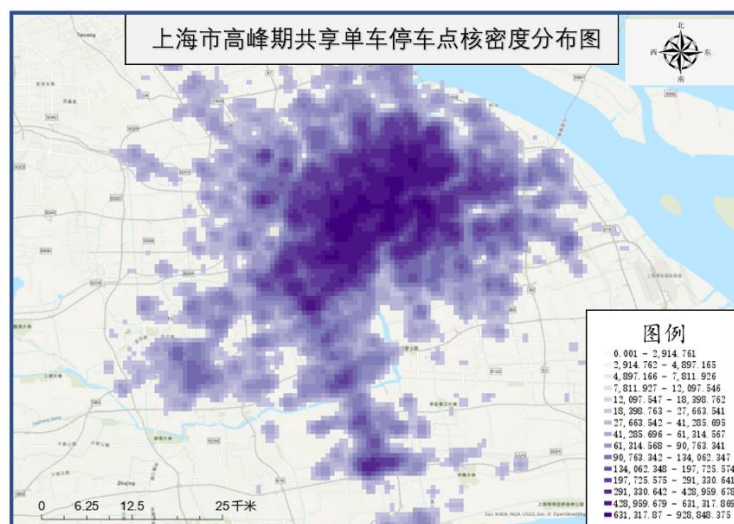 上海市高峰期共享单车停车点核密度分布图
北
西
东
南
图例
0.001 - 2,914.761
2,914.762 - 4,897.165
4,897.166 - 7,811.926
7,811.927 - 12,097.546
12,097.547 - 18,398.762
18,398.763 - 27,663.541
27,663.542 - 41,285.695
41,285.696 - 61,314.567
61,314.568 - 90,763.341
90,763.342 - 134,062.347
134,062.348 - 197,725.574
197,725.575 - 291,330.641
291,330.642 - 428,959.678
428,959.679 - 631,317.869
631,317.87 - 928,848.375
0 6.25 12.5 25千米